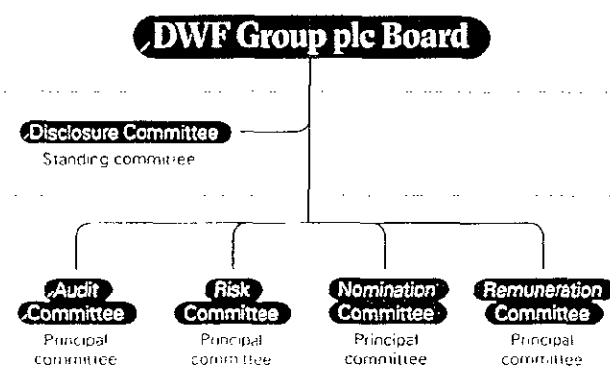 DWF Group plc Board
Disclosure Committee
Standing committee
Audit Committee
Principal committee
Risk Committee
Principal committee
Nomination Committee
Principal committee
Remuneration Committee
Principal committee